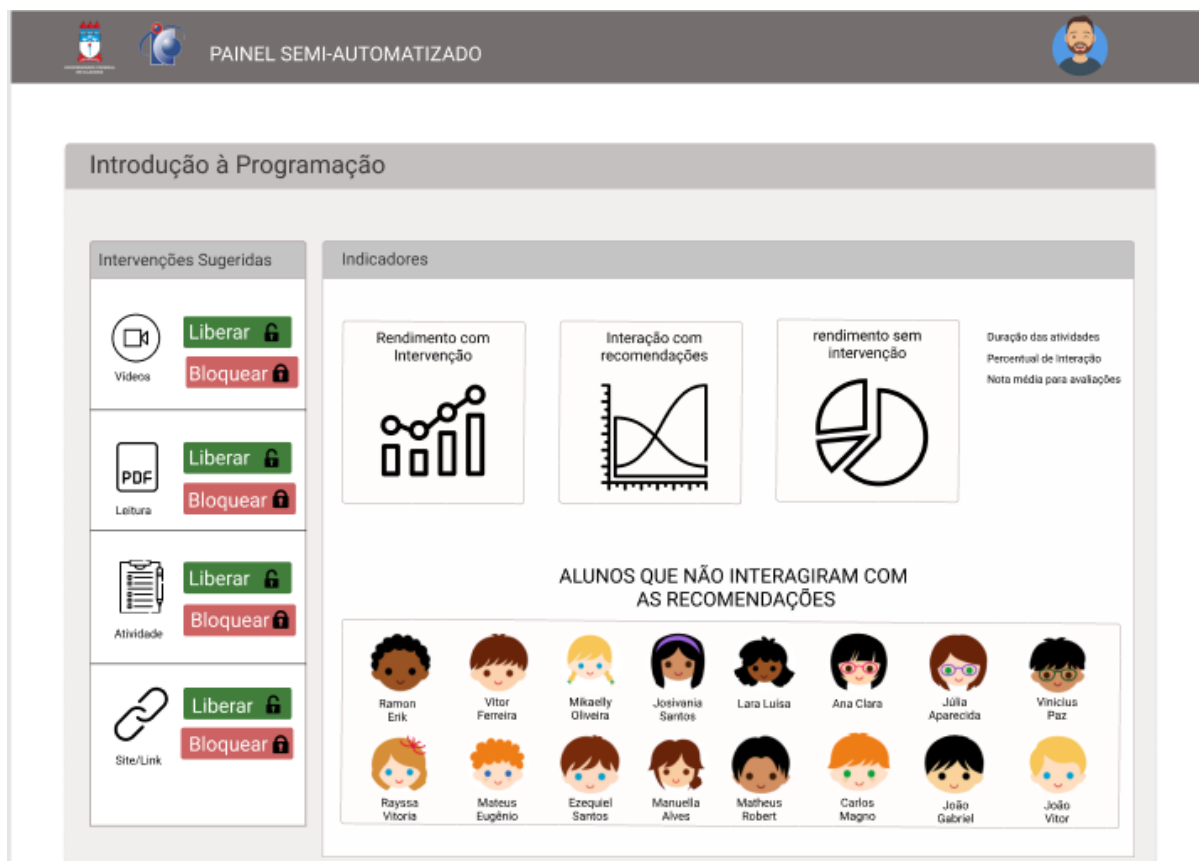 PAINEL SEMI-AUTOMATIZADO
Introdução à Programação
Intervenções Sugeridas
Vídeos
Liberar
Bloquear
PDF
Leitura
Liberar
Bloquear
Atividade
Liberar
Bloquear
Site/Link
Liberar
Bloquear
Indicadores
Rendimento com
Intervenção
Interação com
recomendações
rendimento sem
intervenção
Duração das atividades
Percentual de Interação
Nota média para avaliações
ALUNOS QUE NÃO INTERAGIRAM COM
AS RECOMENDAÇÕES
Ramon
Erik
Vitor
Ferreira
Mikaelly
Oliveira
Josivania
Santos
Lara Luisa
Ana Clara
Júlia
Aparecida
Vinicius
Paz
Rayssa
Vitoria
Mateus
Eugênio
Ezequiel
Santos
Manuella
Alves
Matheus
Robert
Carlos
Magno
João
Gabriel
João
Vitor